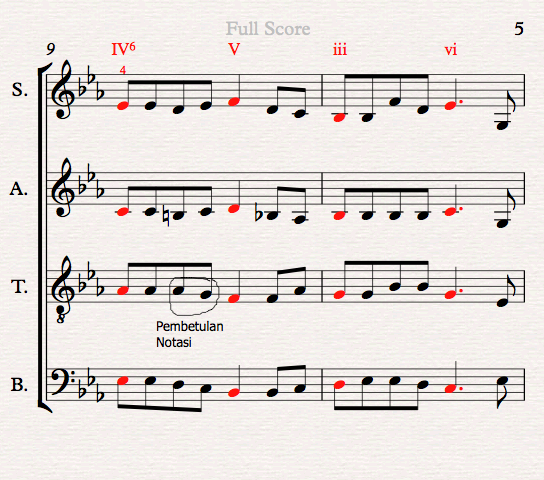 Full Score
5
9
IV6 V iii vi
4
S.
A.
T.
Pembetulan
Notasi
B.